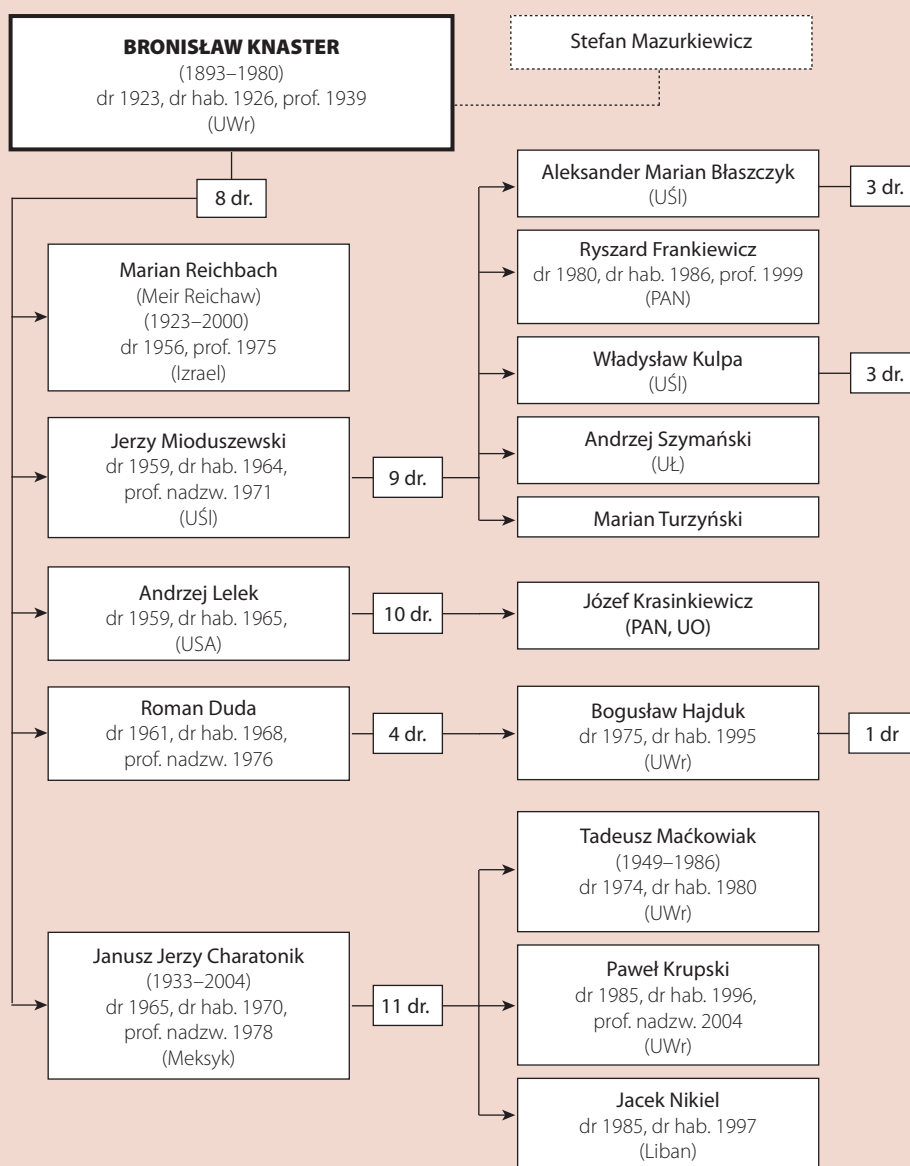 BRONISŁAW KNASTER
(1893–1980)
dr 1923, dr hab. 1926, prof. 1939
(UWr)
Stefan Mazurkiewicz
8 dr.
Marian Reichbach
(Meir Reichaw)
(1923–2000)
dr 1956, prof. 1975
(Izrael)
Jerzy Mioduszewski
dr 1959, dr hab. 1964,
prof. nadzw. 1971
(UŚl)
9 dr.
Aleksander Marian Błaszczyk
(UŚl)
3 dr.
Ryszard Frankiewicz
dr 1980, dr hab. 1986, prof. 1999
(PAN)
Władysław Kulpa
(UŚl)
3 dr.
Andrzej Szymański
(UŁ)
Marian Turzyński
Andrzej Lelek
dr 1959, dr hab. 1965,
(USA)
10 dr.
Józef Krasinkiewicz
(PAN, UO)
Roman Duda
dr 1961, dr hab. 1968,
prof. nadzw. 1976
4 dr.
Bogusław Hajduk
dr 1975, dr hab. 1995
(UWr)
1 dr
Janusz Jerzy Charatonik
(1933–2004)
dr 1965, dr hab. 1970,
prof. nadzw. 1978
(Meksyk)
11 dr.
Tadeusz Maćkowiak
(1949–1986)
dr 1974, dr hab. 1980
(UWr)
Paweł Krupski
dr 1985, dr hab. 1996,
prof. nadzw. 2004
(UWr)
Jacek Nikiel
dr 1985, dr hab. 1997
(Liban)